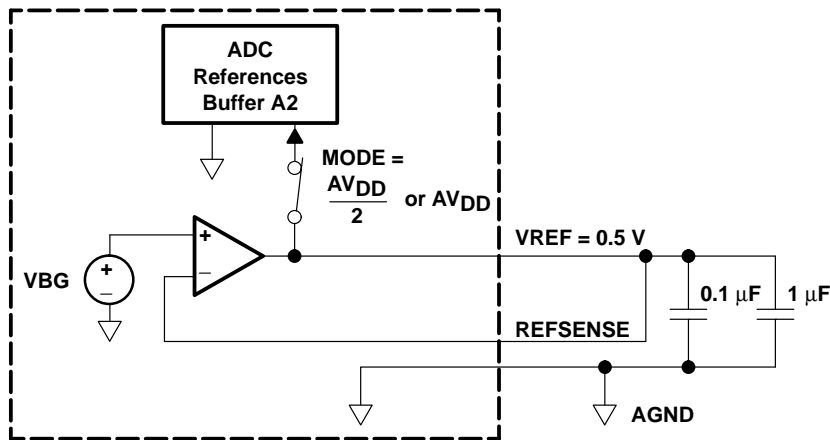 ADC
References
Buffer A2
MODE =
AVDD
2
or AVDD
+
−
VBG
+
−
VREF = 0.5 V
0.1 μF
1 μF
REFSENSE
AGND